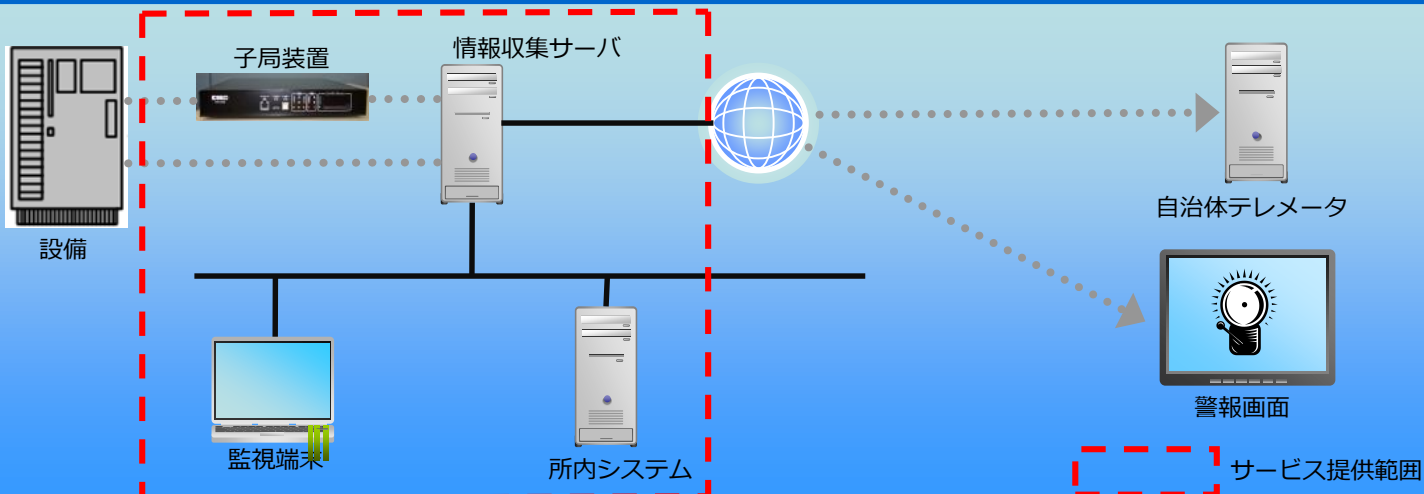 子局装置
情報収集サーバ
設備
自治体テレメータ
警報画面
監視端末
所内システム
サービス提供範囲